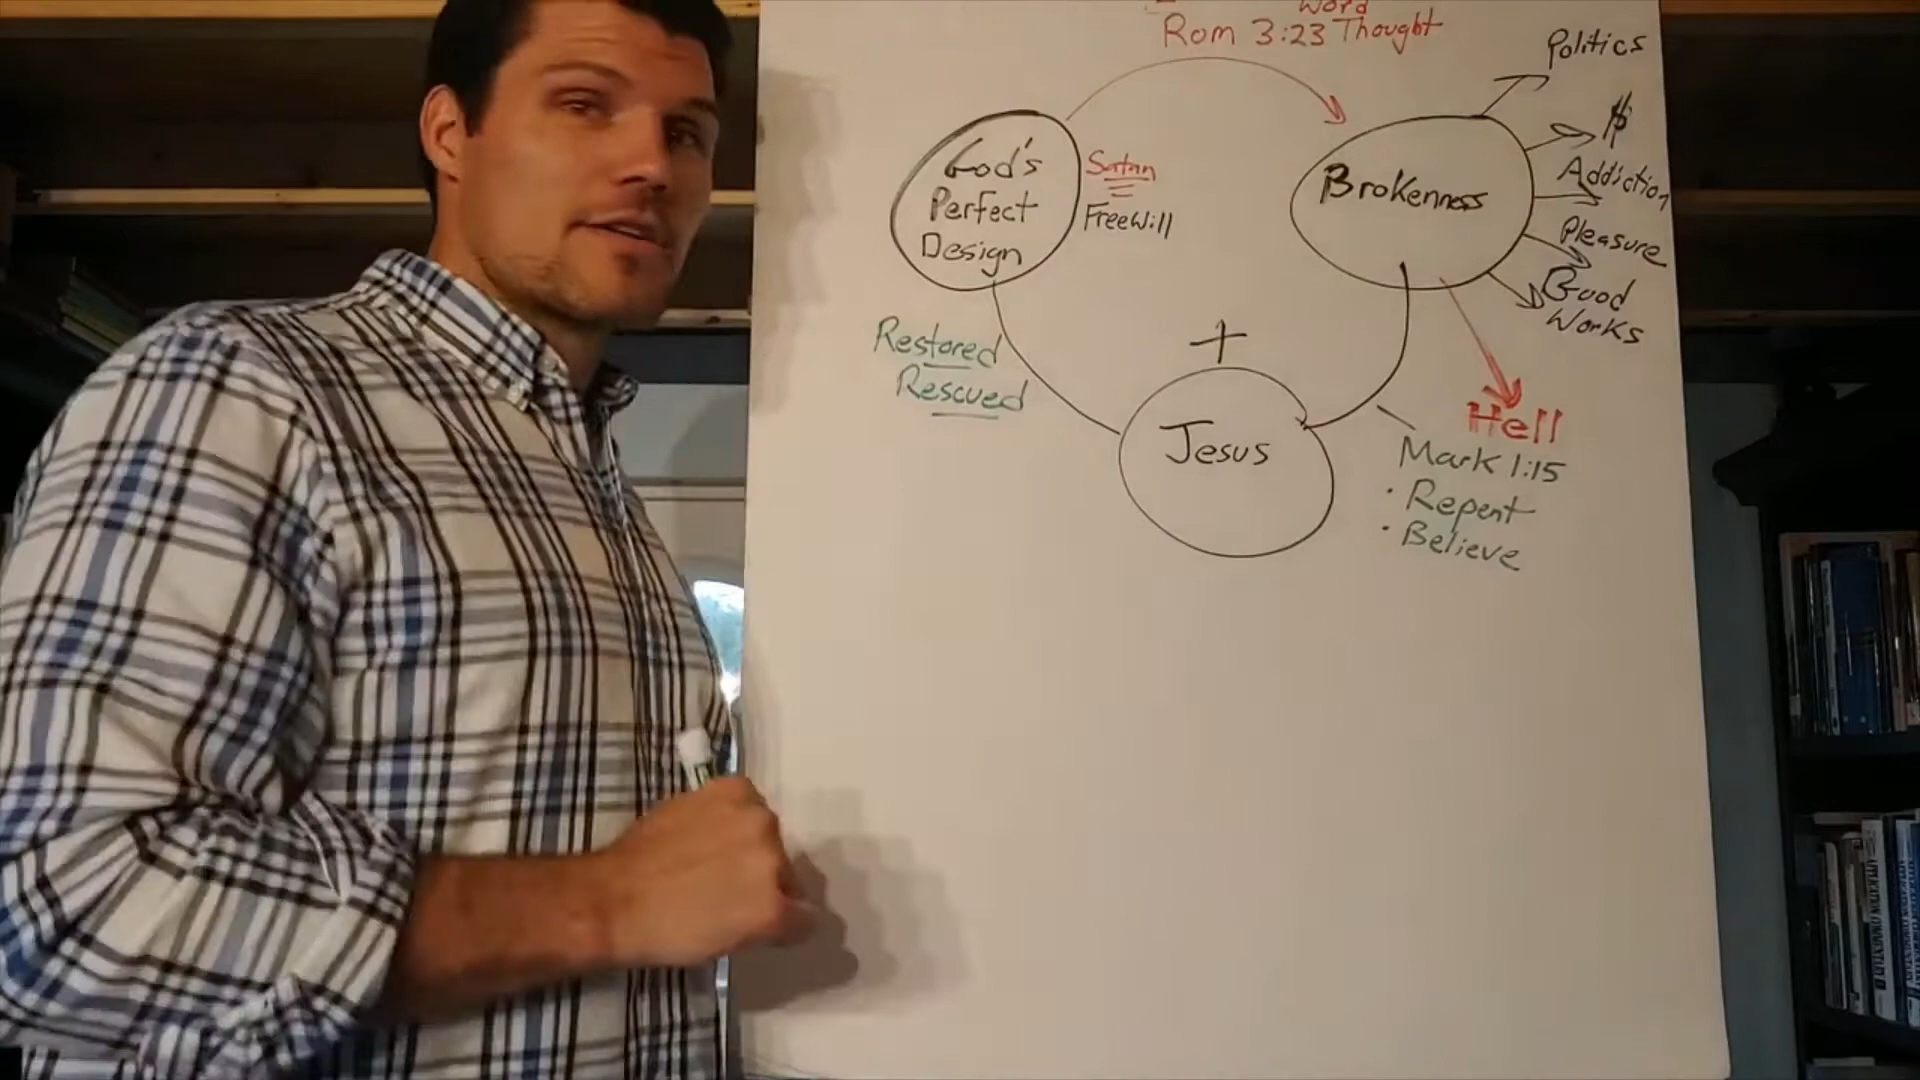 word
Rom 3:23 Thought
Politics
$
Addiction
Pleasure
Good
Works
God's
Perfect
Design
Satan
Freewill
Brokenness
Restored
Rescued
+
Jesus
Hell
Mark 1:15
· Repent
· Believe